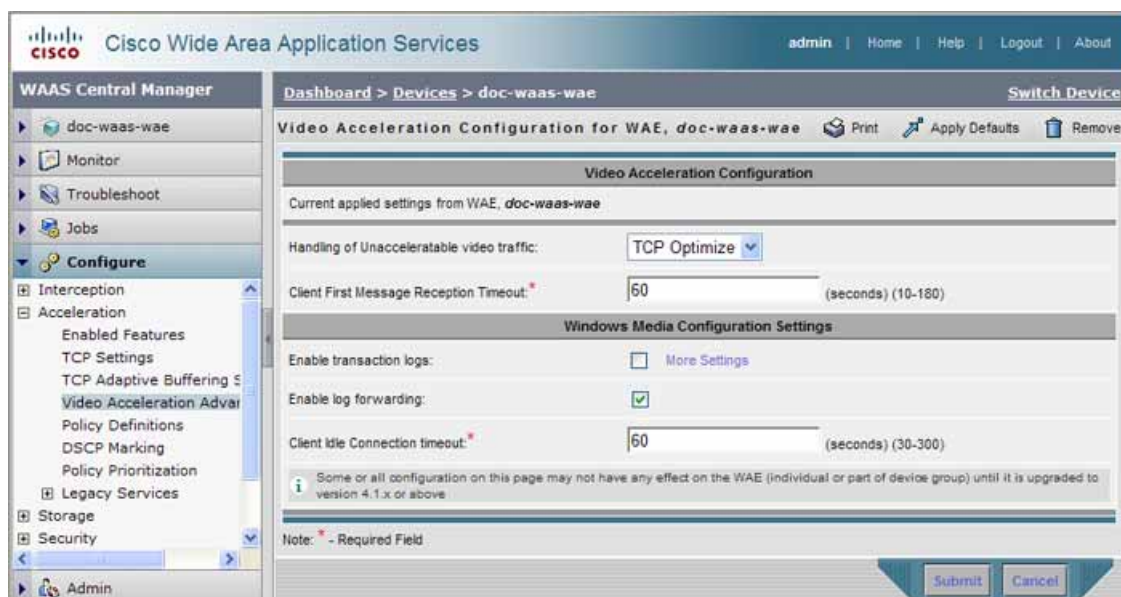 CISCO Cisco Wide Area Application Services admin | Home | Help | Logout | About
WAAS Central Manager
doc-waas-wae
Monitor
Troubleshoot
Jobs
Configure
Interception
Acceleration
Enabled Features
TCP Settings
TCP Adaptive Buffering S
Video Acceleration Advan
Policy Definitions
DSCP Marking
Policy Prioritization
Legacy Services
Storage
Security
Admin
Dashboard > Devices > doc-waas-wae Switch Device
Video Acceleration Configuration for WAE, doc-waas-wae Print Apply Defaults Remove
Video Acceleration Configuration
Current applied settings from WAE, doc-waas-wae
Handling of Unacceleratable video traffic: TCP Optimize
Client First Message Reception Timeout:* 60 (seconds) (10-180)
Windows Media Configuration Settings
Enable transaction logs: More Settings
Enable log forwarding:
Client Idle Connection timeout:* 60 (seconds) (30-300)
i Some or all configuration on this page may not have any effect on the WAE (individual or part of device group) until it is upgraded to
version 4.1.x or above
Note: * - Required Field
Submit Cancel